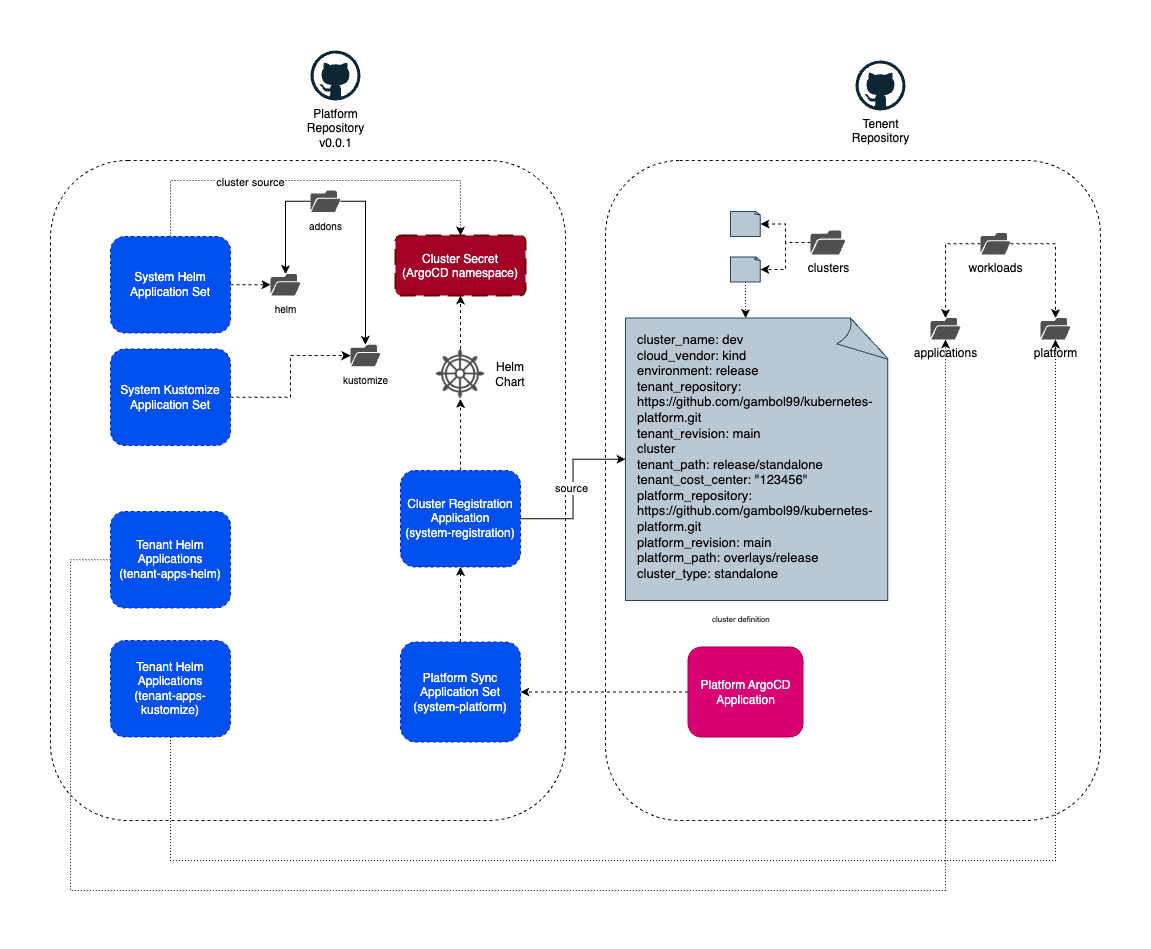 Platform
Repository
v0.0.1
Tenent
Repository
cluster source
addons
System Helm
Application Set
helm
Cluster Secret
(ArgoCD namespace)
System Kustomize
Application Set
kustomize
Helm
Chart
Cluster Registration
Application
(system-registration)
source
Tenant Helm
Applications
(tenant-apps-helm)
Tenant Helm
Applications
(tenant-apps-
kustomize)
Platform Sync
Application Set
(system-platform)
clusters
workloads
applications
platform
cluster_name: dev
cloud_vendor: kind
environment: release
tenant_repository:
https://github.com/gambol99/kubernetes-
platform.git
tenant_revision: main
cluster
tenant_path: release/standalone
tenant_cost_center: "123456"
platform_repository:
https://github.com/gambol99/kubernetes-
platform.git
platform_revision: main
platform_path: overlays/release
cluster_type: standalone
cluster definition
Platform ArgoCD
Application